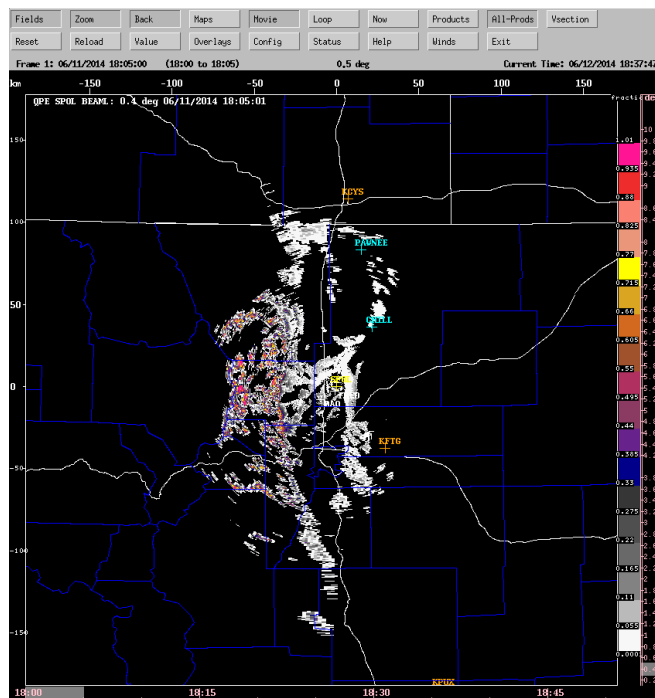 Fields Zoom Back Maps Movie Loop Now Products All-Prods Vsection
Reset Reload Value Overlays Config Status Help Winds Exit
Frame 1: 06/11/2014 18:05:00 (18:00 to 18:05) 0.5 deg Current Time: 06/12/2014 18:37:47
km -150 -100 -50 0 50 100 150
QPE SPOL BEAML: 0.4 deg 06/11/2014 18:05:01
150
100
50
0
-50
-100
-150
KCYS
PAWNEE
KFTG
KPUX
1.01
0.935
0.88
0.825
0.77
0.715
0.66
0.605
0.55
0.495
0.44
0.385
0.33
0.275
0.22
0.165
0.11
0.055
0.000
18:00 18:15 18:30 18:45